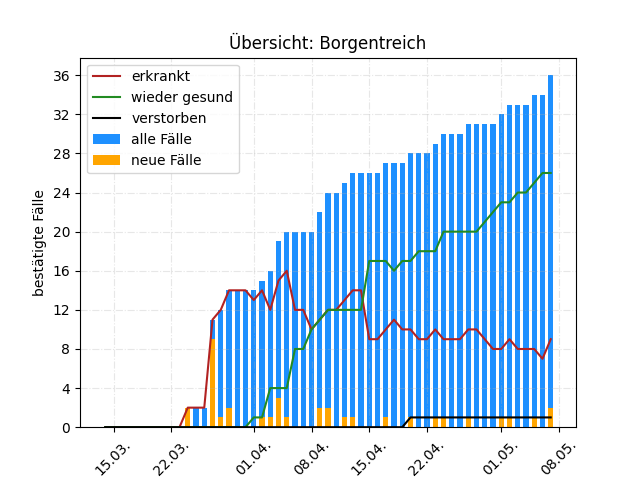 Übersicht: Borgentreich
erkrankt
wieder gesund
verstorben
alle Fälle
neue Fälle
bestätigte Fälle
36
32
28
24
20
16
12
8
4
0
15.03.
22.03.
01.04.
08.04.
15.04.
22.04.
01.05.
08.05.